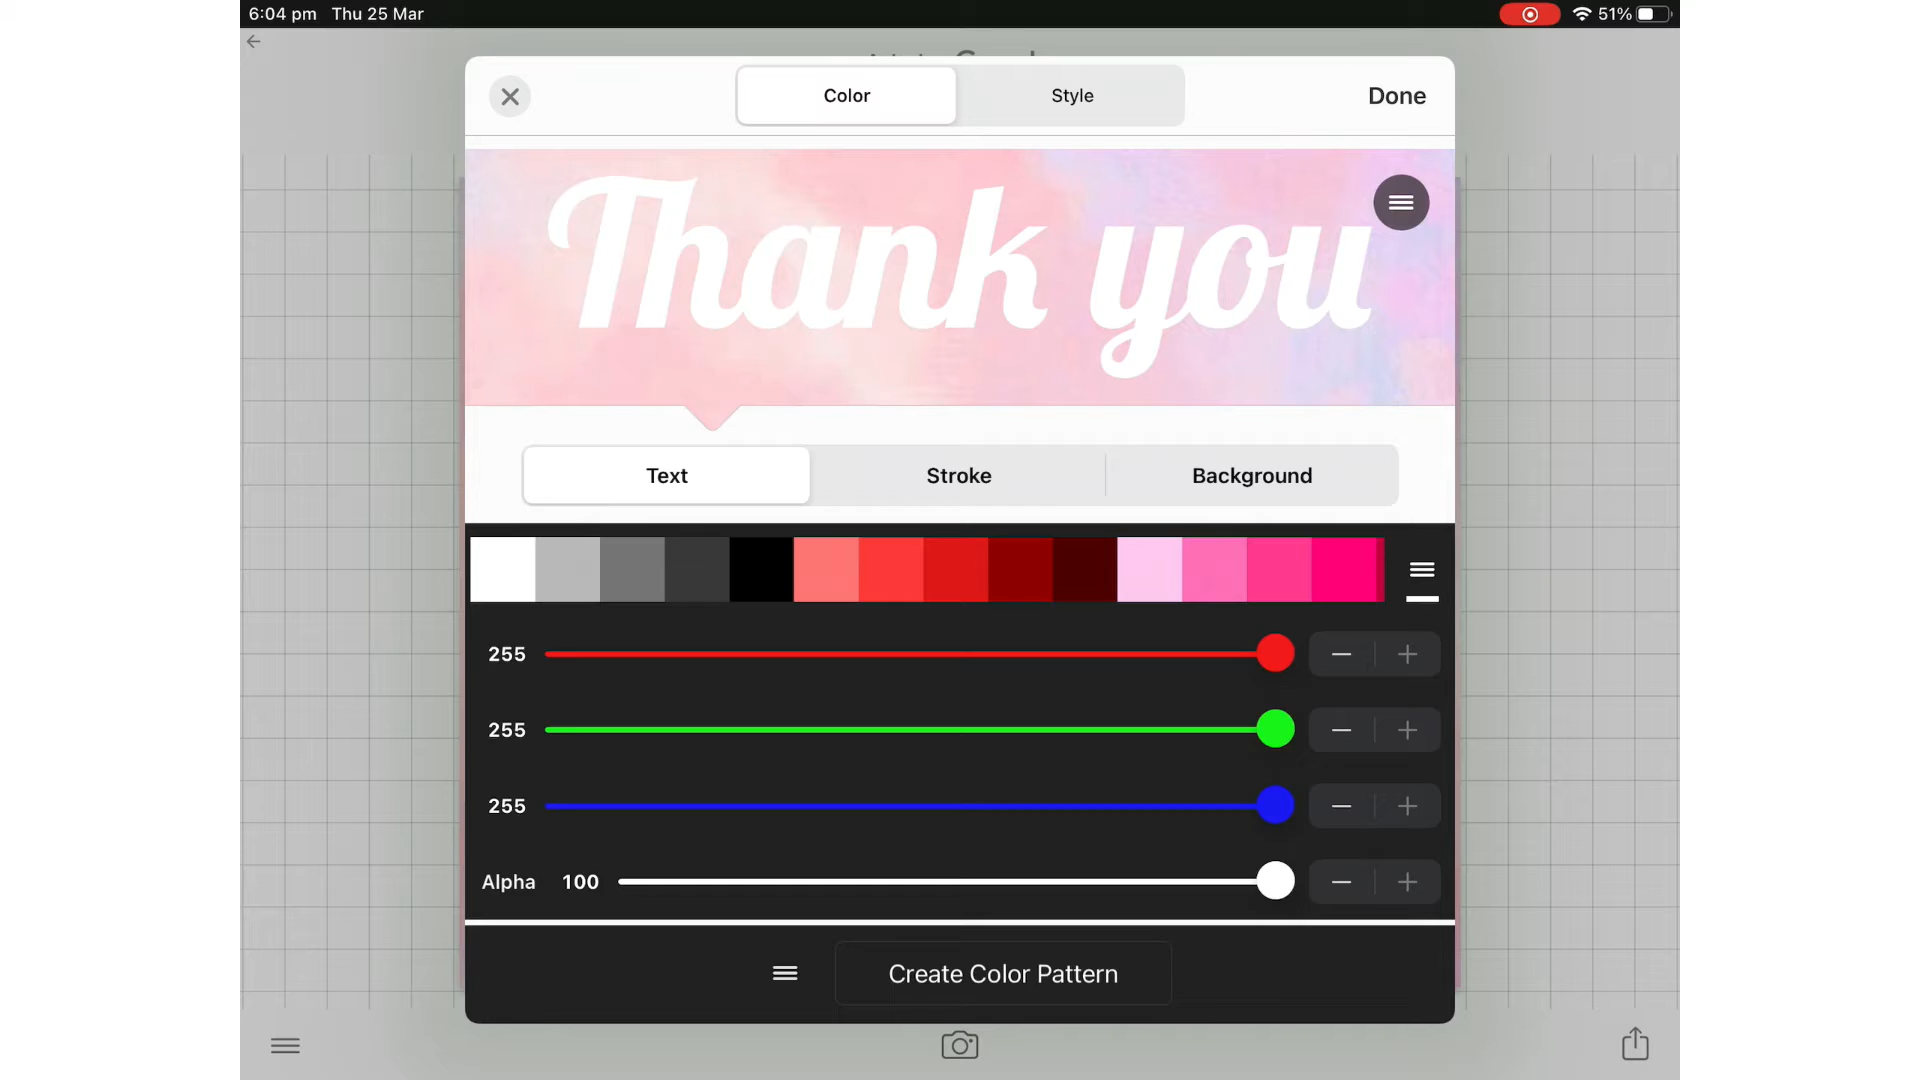 6:04 pm Thu 25 Mar
51%
Color Style Done
Thank you
Text Stroke Background
255
255
255
Alpha 100
Create Color Pattern